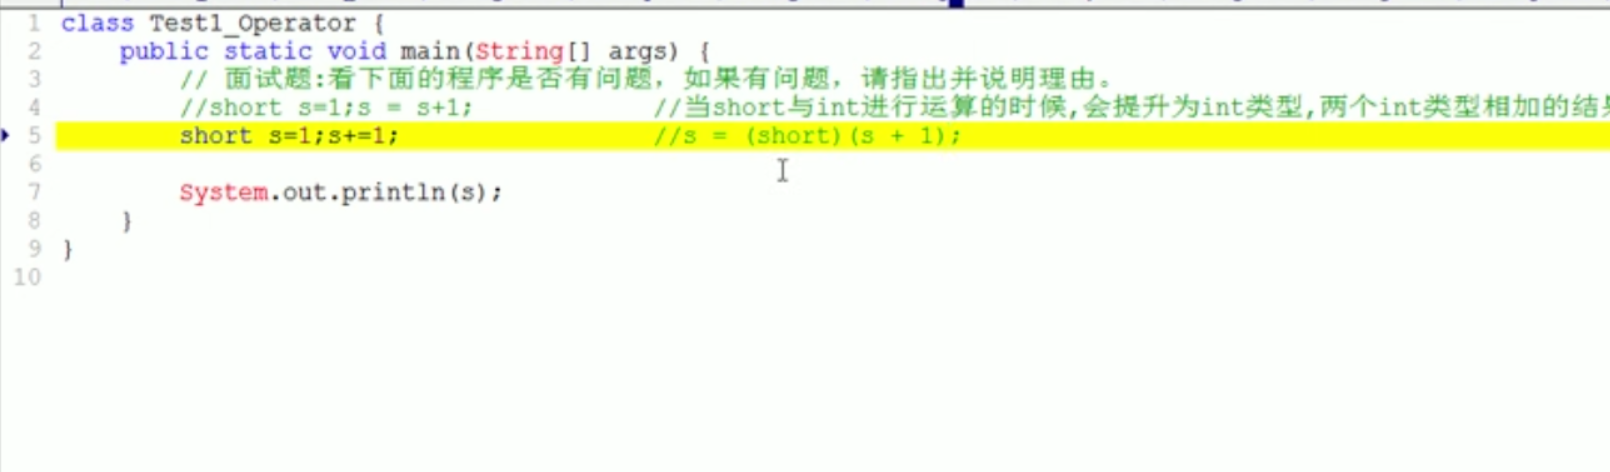 1 class Test1_Operator {
2 public static void main(String[] args) {
3 // 面试题:看下面的程序是否有问题，如果有问题，请指出并说明理由。
4 //short s=1;s = s+1; //当short与int进行运算的时候,会提升为int类型,两个int类型相加的结
5 short s=1;s+=1; //s = (short)(s + 1);
6
7 System.out.println(s);
8 }
9 }
10